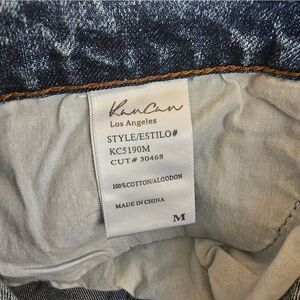 KanCan
Los Angeles
STYLE/ESTILO#
KC5190M
CUT# 30468
100%COTTON/ALGODON
MADE IN CHINA
M